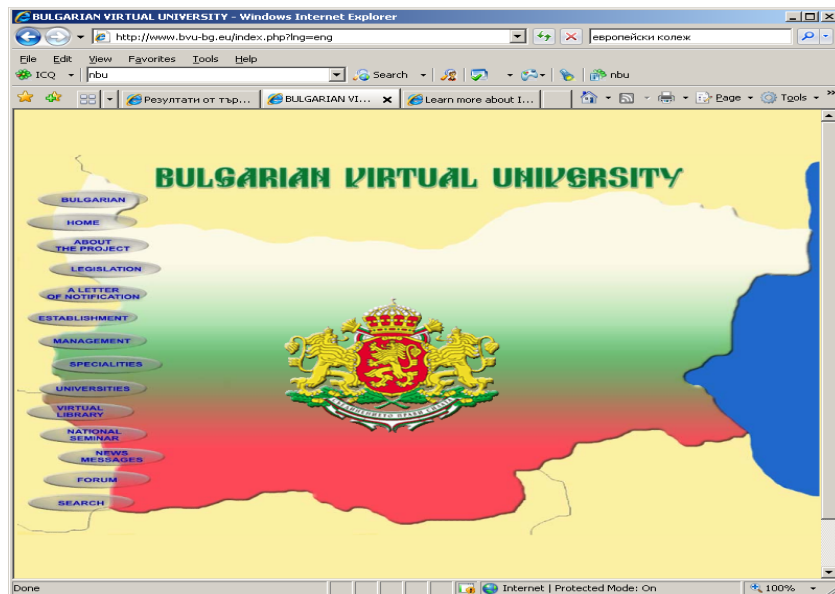 BULGARIAN VIRTUAL UNIVERSITY - Windows Internet Explorer
http://www.bvu-bg.eu/index.php?lng=eng
европейски колеж
File Edit View Favorites Tools Help
ICQ nbu Search nbu
Резултати от тър... BULGARIAN VI... Learn more about I... Page Tools
BULGARIAN VIRTUAL UNIVERSITY
BULGARIAN
HOME
ABOUT
THE PROJECT
LEGISLATION
A LETTER
OF NOTIFICATION
ESTABLISHMENT
MANAGEMENT
SPECIALITIES
UNIVERSITIES
VIRTUAL
LIBRARY
NATIONAL
SEMINAR
NEWS
MESSAGES
FORUM
SEARCH
Done Internet | Protected Mode: On 100%